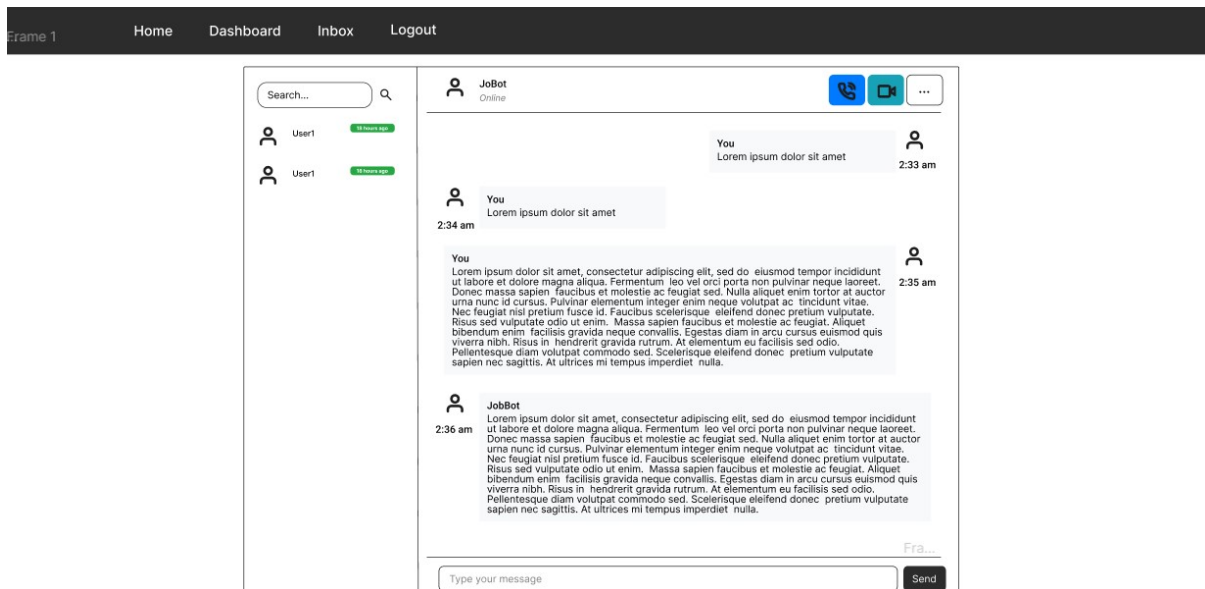 Frame 1
Home Dashboard Inbox Logout
Search...
User1 18 hours ago
User1 18 hours ago
JoBot
Online
...
You
Lorem ipsum dolor sit amet
2:33 am
You
Lorem ipsum dolor sit amet
2:34 am
You
Lorem ipsum dolor sit amet, consectetur adipiscing elit, sed do eiusmod tempor incididunt
ut labore et dolore magna aliqua. Fermentum leo vel orci porta non pulvinar neque laoreet.
Donec massa sapien faucibus et molestie ac feugiat sed. Nulla aliquet enim tortor at auctor
urna nunc id cursus. Pulvinar elementum integer enim neque volutpat ac tincidunt vitae.
Nec feugiat nisl pretium fusce id. Faucibus scelerisque eleifend donec pretium vulputate.
Risus sed vulputate odio ut enim. Massa sapien faucibus et molestie ac feugiat. Aliquet
bibendum enim facilisis gravida neque convallis. Egestas diam in arcu cursus euismod quis
viverra nibh. Risus in hendrerit gravida rutrum. At elementum eu facilisis sed odio.
Pellentesque diam volutpat commodo sed. Scelerisque eleifend donec pretium vulputate
sapien nec sagittis. At ultrices mi tempus imperdiet nulla.
2:35 am
JobBot
Lorem ipsum dolor sit amet, consectetur adipiscing elit, sed do eiusmod tempor incididunt
ut labore et dolore magna aliqua. Fermentum leo vel orci porta non pulvinar neque laoreet.
Donec massa sapien faucibus et molestie ac feugiat sed. Nulla aliquet enim tortor at auctor
urna nunc id cursus. Pulvinar elementum integer enim neque volutpat ac tincidunt vitae.
Nec feugiat nisl pretium fusce id. Faucibus scelerisque eleifend donec pretium vulputate.
Risus sed vulputate odio ut enim. Massa sapien faucibus et molestie ac feugiat. Aliquet
bibendum enim facilisis gravida neque convallis. Egestas diam in arcu cursus euismod quis
viverra nibh. Risus in hendrerit gravida rutrum. At elementum eu facilisis sed odio.
Pellentesque diam volutpat commodo sed. Scelerisque eleifend donec pretium vulputate
sapien nec sagittis. At ultrices mi tempus imperdiet nulla.
2:36 am
Fra...
Type your message
Send